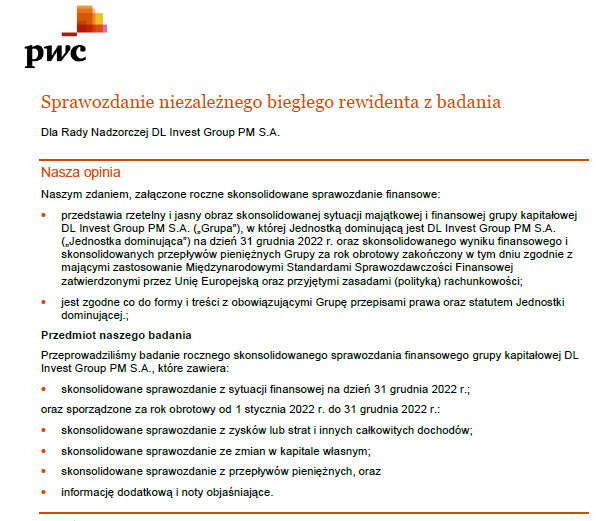 pwc
Sprawozdanie niezależnego biegłego rewidenta z badania
Dla Rady Nadzorczej DL Invest Group PM S.A.
Nasza opinia
Naszym zdaniem, załączone roczne skonsolidowane sprawozdanie finansowe:
• przedstawia rzetelny i jasny obraz skonsolidowanej sytuacji majątkowej i finansowej grupy kapitałowej
DL Invest Group PM S.A. („Grupa”), w której Jednostką dominującą jest DL Invest Group PM S.A.
(„Jednostka dominująca”) na dzień 31 grudnia 2022 r. oraz skonsolidowanego wyniku finansowego i
skonsolidowanych przepływów pieniężnych Grupy za rok obrotowy zakończony w tym dniu zgodnie z
mającymi zastosowanie Międzynarodowymi Standardami Sprawozdawczości Finansowej
zatwierdzonymi przez Unię Europejską oraz przyjętymi zasadami (polityką) rachunkowości;
• jest zgodne co do formy i treści z obowiązującymi Grupę przepisami prawa oraz statutem Jednostki
dominującej.;
Przedmiot naszego badania
Przeprowadziliśmy badanie rocznego skonsolidowanego sprawozdania finansowego grupy kapitałowej DL
Invest Group PM S.A., które zawiera:
• skonsolidowane sprawozdanie z sytuacji finansowej na dzień 31 grudnia 2022 r.;
oraz sporządzone za rok obrotowy od 1 stycznia 2022 r. do 31 grudnia 2022 r.:
• skonsolidowane sprawozdanie z zysków lub strat i innych całkowitych dochodów;
• skonsolidowane sprawozdanie ze zmian w kapitale własnym;
• skonsolidowane sprawozdanie z przepływów pieniężnych, oraz
• informację dodatkową i noty objaśniające.